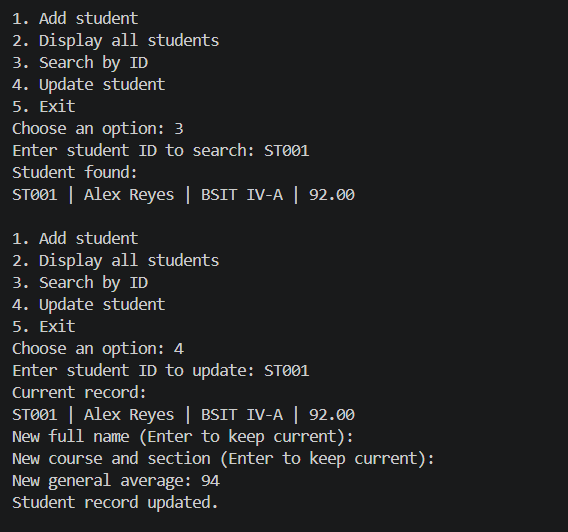 1. Add student
2. Display all students
3. Search by ID
4. Update student
5. Exit
Choose an option: 3
Enter student ID to search: ST001
Student found:
ST001 | Alex Reyes | BSIT IV-A | 92.00

1. Add student
2. Display all students
3. Search by ID
4. Update student
5. Exit
Choose an option: 4
Enter student ID to update: ST001
Current record:
ST001 | Alex Reyes | BSIT IV-A | 92.00
New full name (Enter to keep current):
New course and section (Enter to keep current):
New general average: 94
Student record updated.